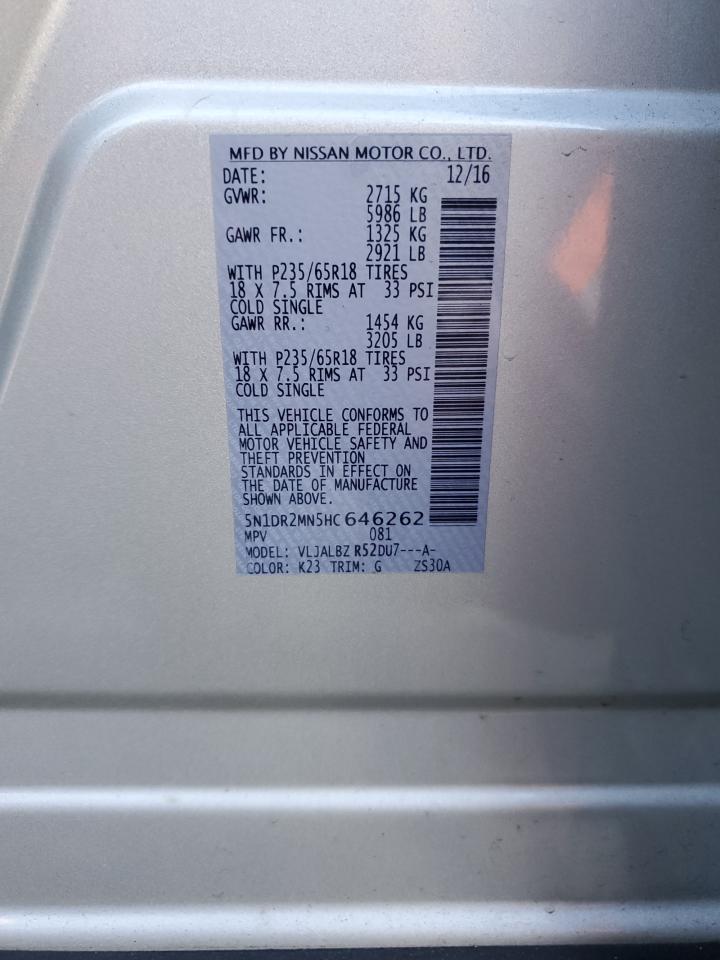 MFD BY NISSAN MOTOR CO., LTD.
DATE: 12/16
GVWR: 2715 KG
5986 LB
GAWR FR.: 1325 KG
2921 LB
WITH P235/65R18 TIRES
18 X 7.5 RIMS AT 33 PSI
COLD SINGLE
GAWR RR.: 1454 KG
3205 LB
WITH P235/65R18 TIRES
18 X 7.5 RIMS AT 33 PSI
COLD SINGLE
THIS VEHICLE CONFORMS TO
ALL APPLICABLE FEDERAL
MOTOR VEHICLE SAFETY AND
THEFT PREVENTION
STANDARDS IN EFFECT ON
THE DATE OF MANUFACTURE
SHOWN ABOVE.
5N1DR2MN5HC646262
MPV 081
MODEL: VLJALBZ R52DU7---A-
COLOR: K23 TRIM: G ZS30A